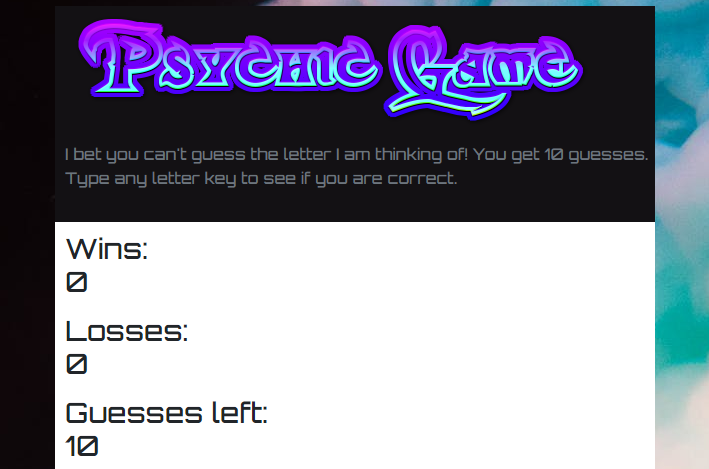 Psychic Game
I bet you can't guess the letter I am thinking of! You get 10 guesses.
Type any letter key to see if you are correct.
Wins:
0
Losses:
0
Guesses left:
10